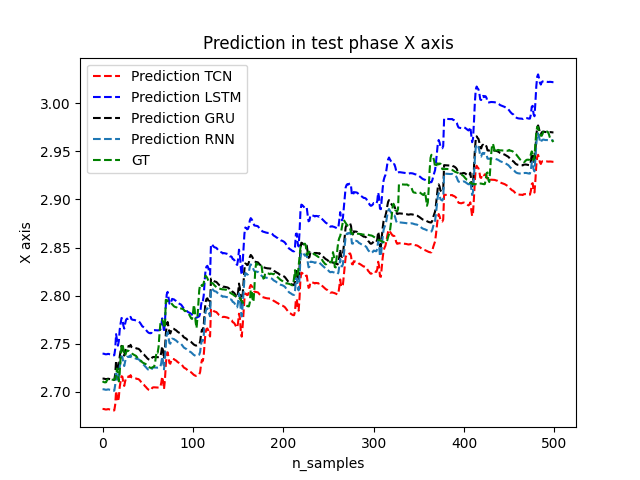 Prediction in test phase X axis
Prediction TCN
Prediction LSTM
Prediction GRU
Prediction RNN
GT
3.00
2.95
2.90
2.85
2.80
2.75
2.70
X axis
0
100
200
300
400
500
n_samples